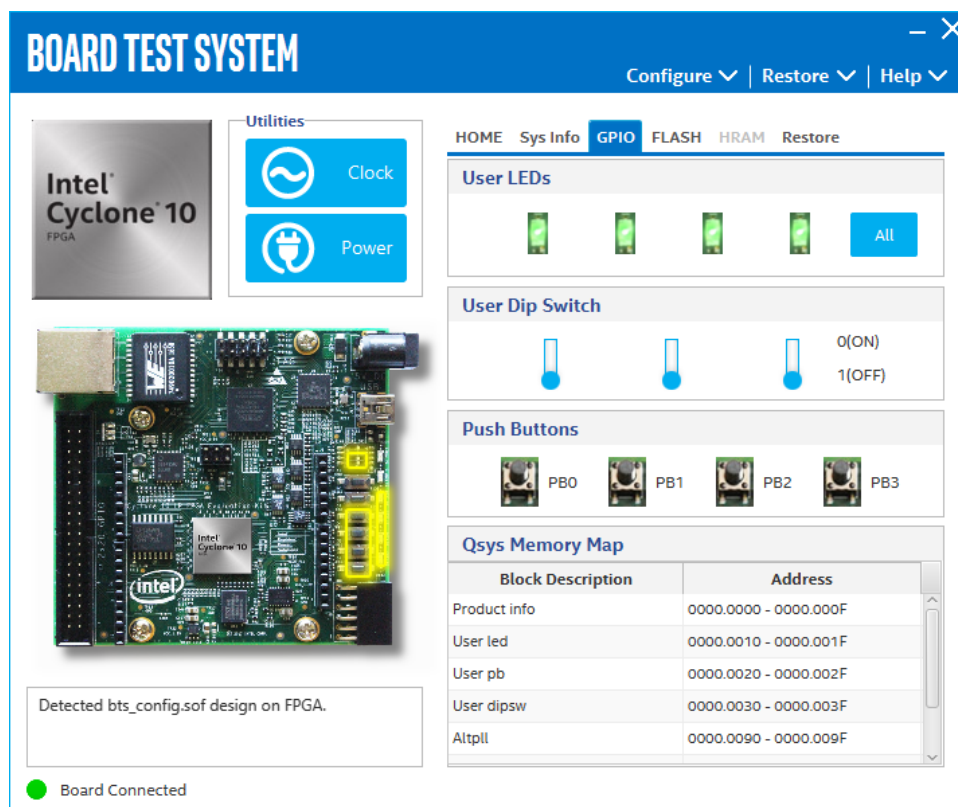 BOARD TEST SYSTEM
Configure
Restore
Help
Intel®
Cyclone® 10
FPGA
Utilities
Clock
Power
HOME
Sys Info
GPIO
FLASH
HRAM
Restore
User LEDs
All
User Dip Switch
0(ON)
1(OFF)
Push Buttons
PB0
PB1
PB2
PB3
Qsys Memory Map
Block Description
Address
Product info
0000.0000 - 0000.000F
User led
0000.0010 - 0000.001F
User pb
0000.0020 - 0000.002F
User dipsw
0000.0030 - 0000.003F
Altpll
0000.0090 - 0000.009F
WE
Intel
Cyclone 10
intel
Detected bts_config.sof design on FPGA.
Board Connected